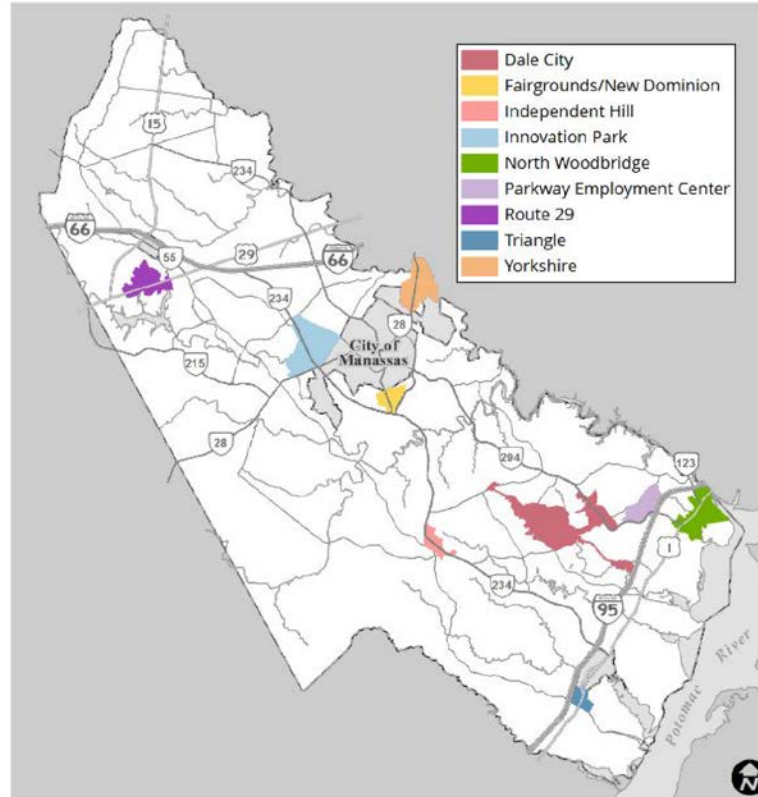 Dale City
Fairgrounds/New Dominion
Independent Hill
Innovation Park
North Woodbridge
Parkway Employment Center
Route 29
Triangle
Yorkshire
15
234
66
55
29
66
234
28
City of
Manassas
215
28
294
123
1
234
95
Potomac River
N